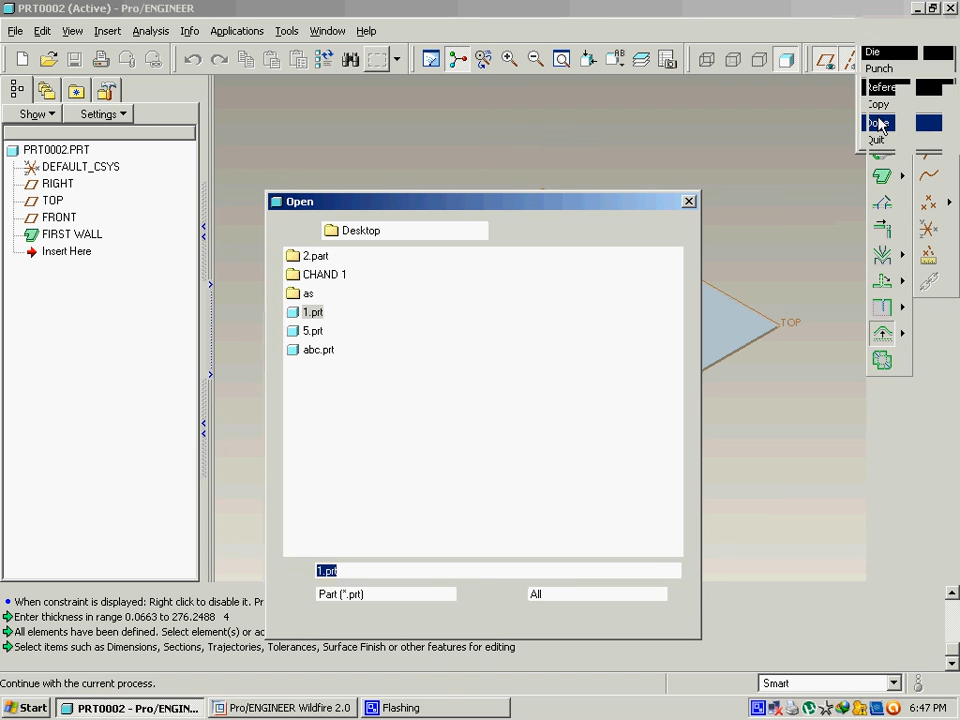 PRT0002 (Active) - Pro/ENGINEER
File Edit View Insert Analysis Info Applications Tools Window Help
Die
Punch
Refere
Copy
Done
Quit
Show Settings
PRT0002.PRT
DEFAULT_CSYS
RIGHT
TOP
FRONT
FIRST WALL
Insert Here
Open
Desktop
2.part
CHAND 1
as
1.prt
5.prt
abc.prt
1.prt
Part (*.prt) All
TOP
When constraint is displayed: Right click to disable it. Pr
Enter thickness in range 0.0663 to 276.2488 4
All elements have been defined. Select element(s) or ac
Select items such as Dimensions, Sections, Trajectories, Tolerances, Surface Finish or other features for editing
Continue with the current process.
Smart
Start PRT0002 - Pro/ENGIN... Pro/ENGINEER Wildfire 2.0 Flashing 6:47 PM